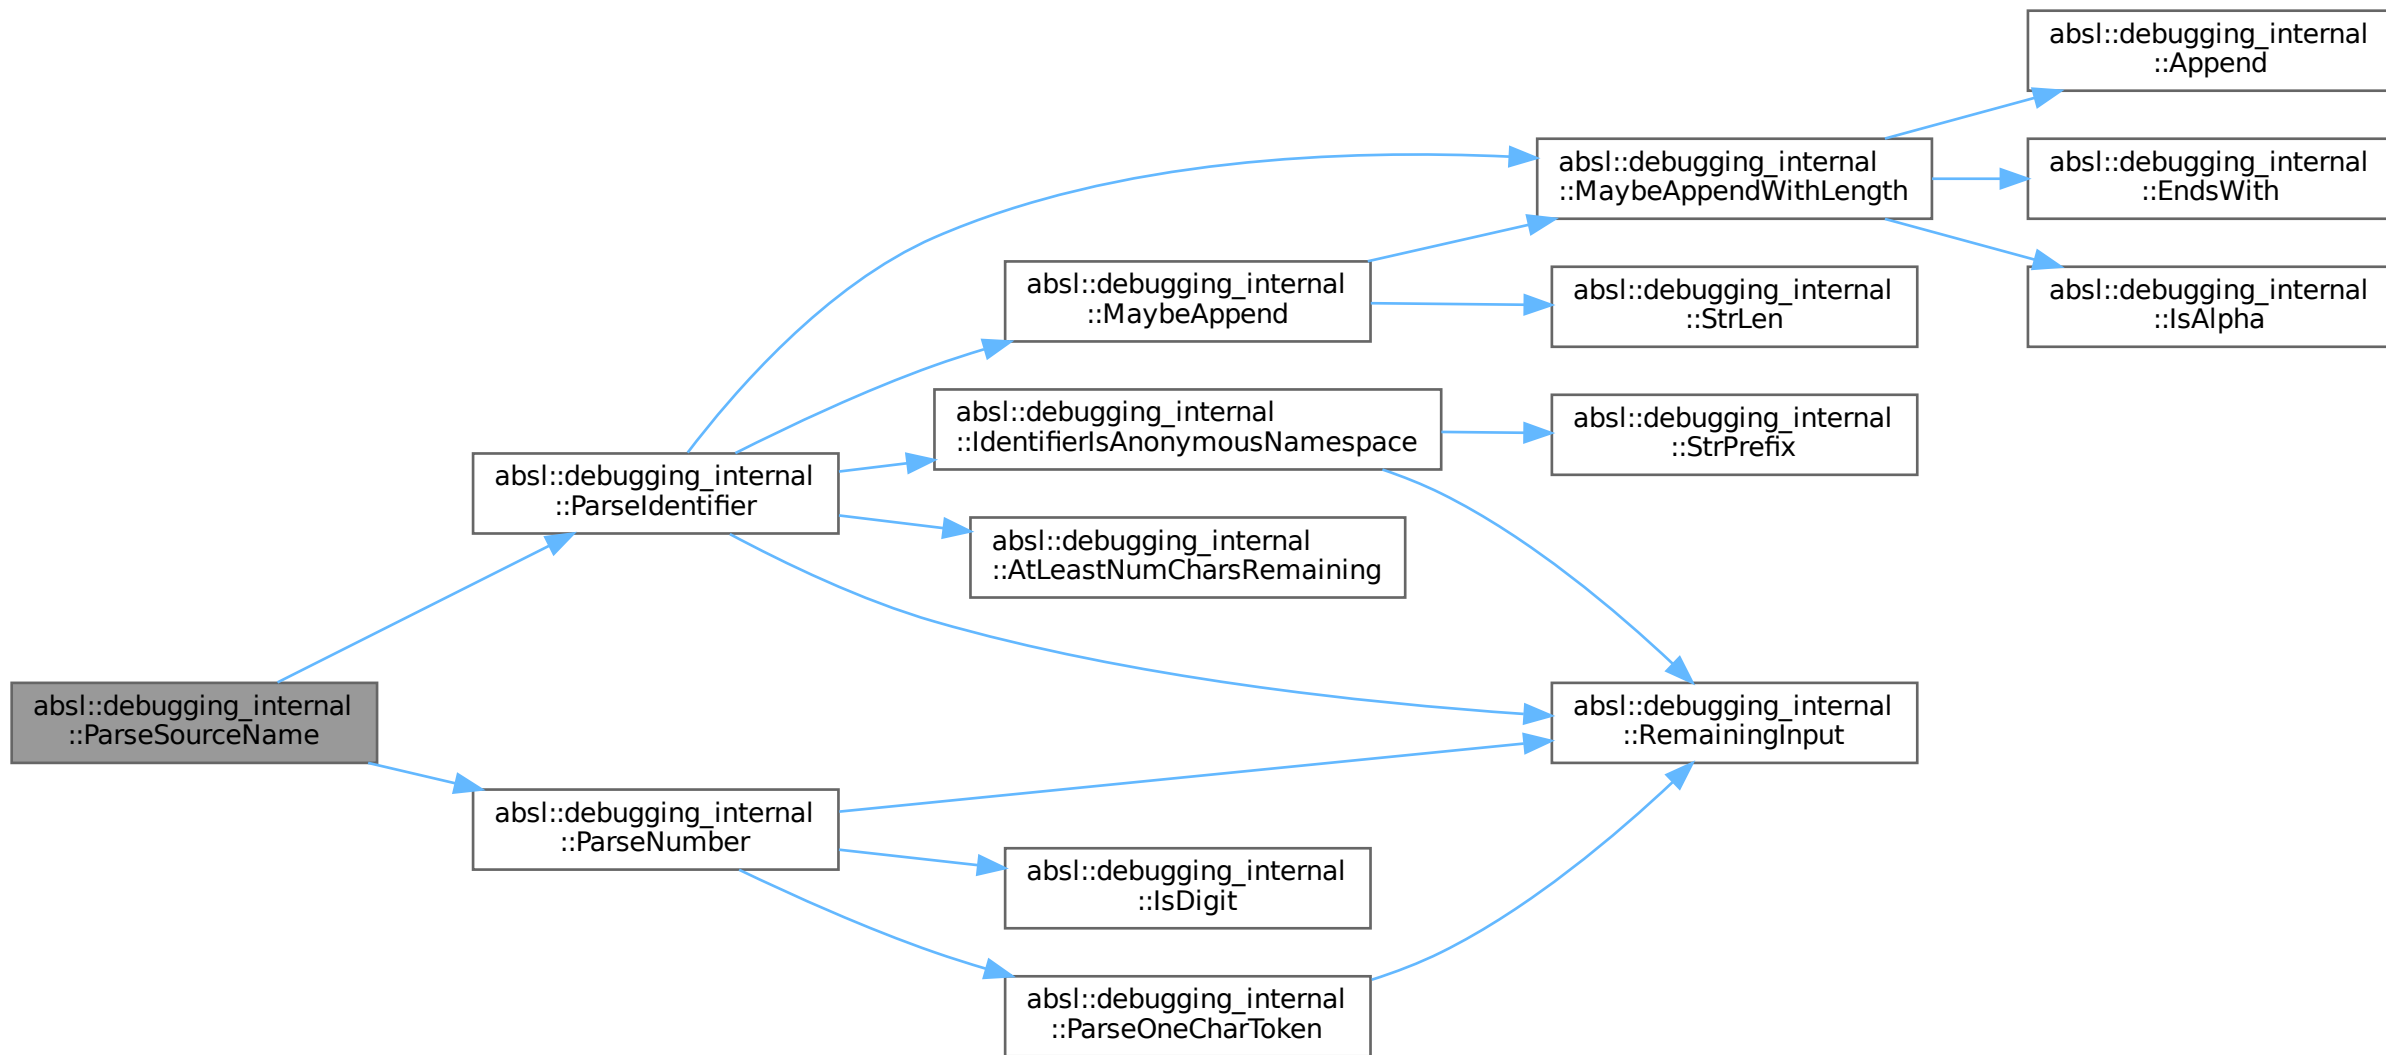 absl::debugging_internal
::ParseSourceName
absl::debugging_internal
::ParseIdentifier
absl::debugging_internal
::MaybeAppendWithLength
absl::debugging_internal
::Append
absl::debugging_internal
::EndsWith
absl::debugging_internal
::IsAlpha
absl::debugging_internal
::MaybeAppend
absl::debugging_internal
::StrLen
absl::debugging_internal
::IdentifierIsAnonymousNamespace
absl::debugging_internal
::StrPrefix
absl::debugging_internal
::AtLeastNumCharsRemaining
absl::debugging_internal
::RemainingInput
absl::debugging_internal
::ParseNumber
absl::debugging_internal
::IsDigit
absl::debugging_internal
::ParseOneCharToken